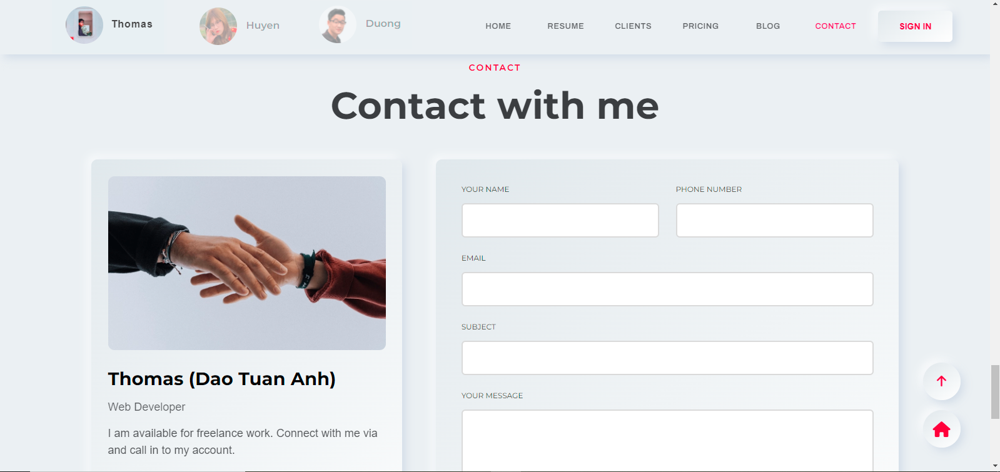 Thomas
Huyen
Duong
HOME
RESUME
CLIENTS
PRICING
BLOG
CONTACT
SIGN IN
CONTACT
Contact with me
Thomas (Dao Tuan Anh)
Web Developer
I am available for freelance work. Connect with me via
and call in to my account.
YOUR NAME
PHONE NUMBER
EMAIL
SUBJECT
YOUR MESSAGE